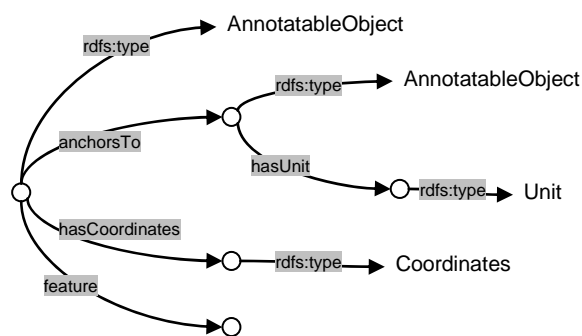 AnnotatableObject
rdfs:type
AnnotatableObject
rdfs:type
anchorsTo
hasUnit
rdfs:type
Unit
hasCoordinates
rdfs:type
Coordinates
feature